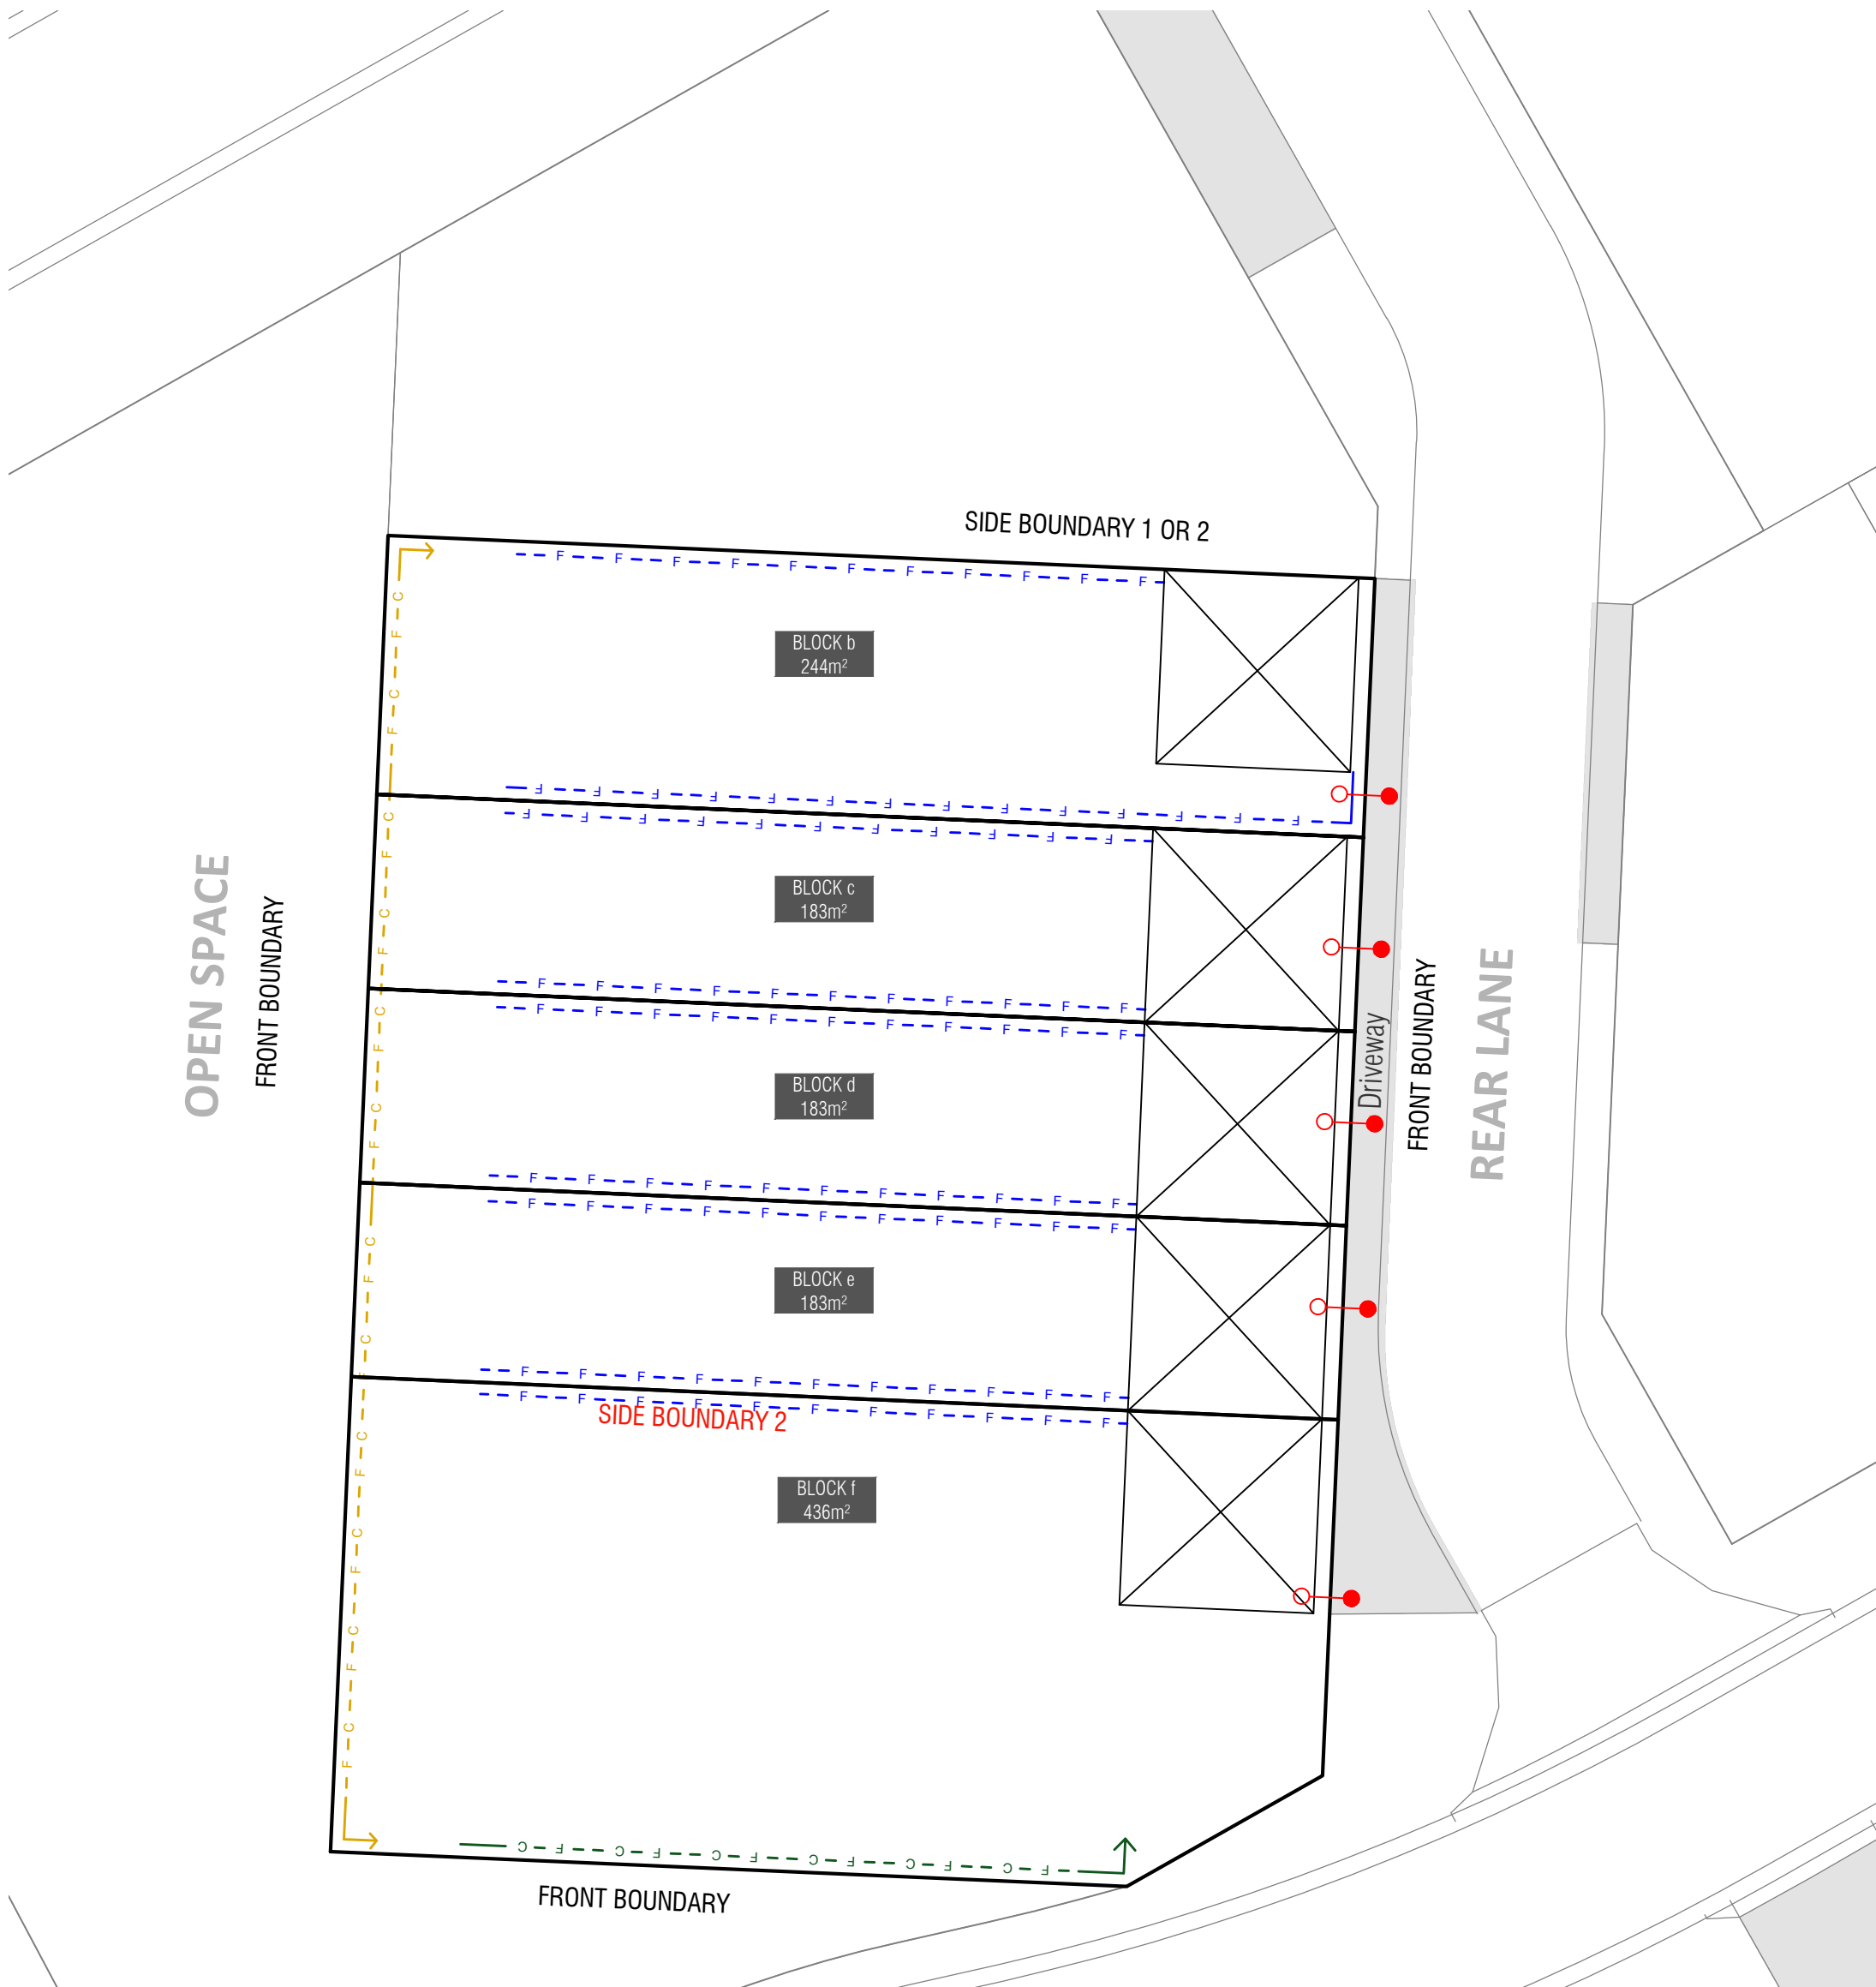 SIDE BOUNDARY 1 OR 2
BLOCK b
244m²
BLOCK c
183m²
OPEN SPACE
FRONT BOUNDARY
BLOCK d
183m²
Driveway
FRONT BOUNDARY
REAR LANE
BLOCK e
183m²
SIDE BOUNDARY 2
BLOCK f
436m²
FRONT BOUNDARY